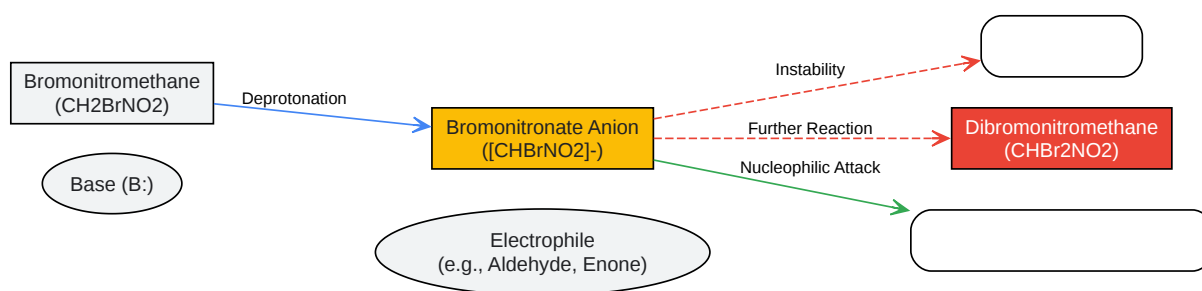 Bromonitromethane
(CH2BrNO2)
Deprotonation
Base (B:)
Bromonitronate Anion
([CHBrNO2]-)
Instability
Further Reaction
Nucleophilic Attack
Dibromonitromethane
(CHBr2NO2)
Electrophile
(e.g., Aldehyde, Enone)